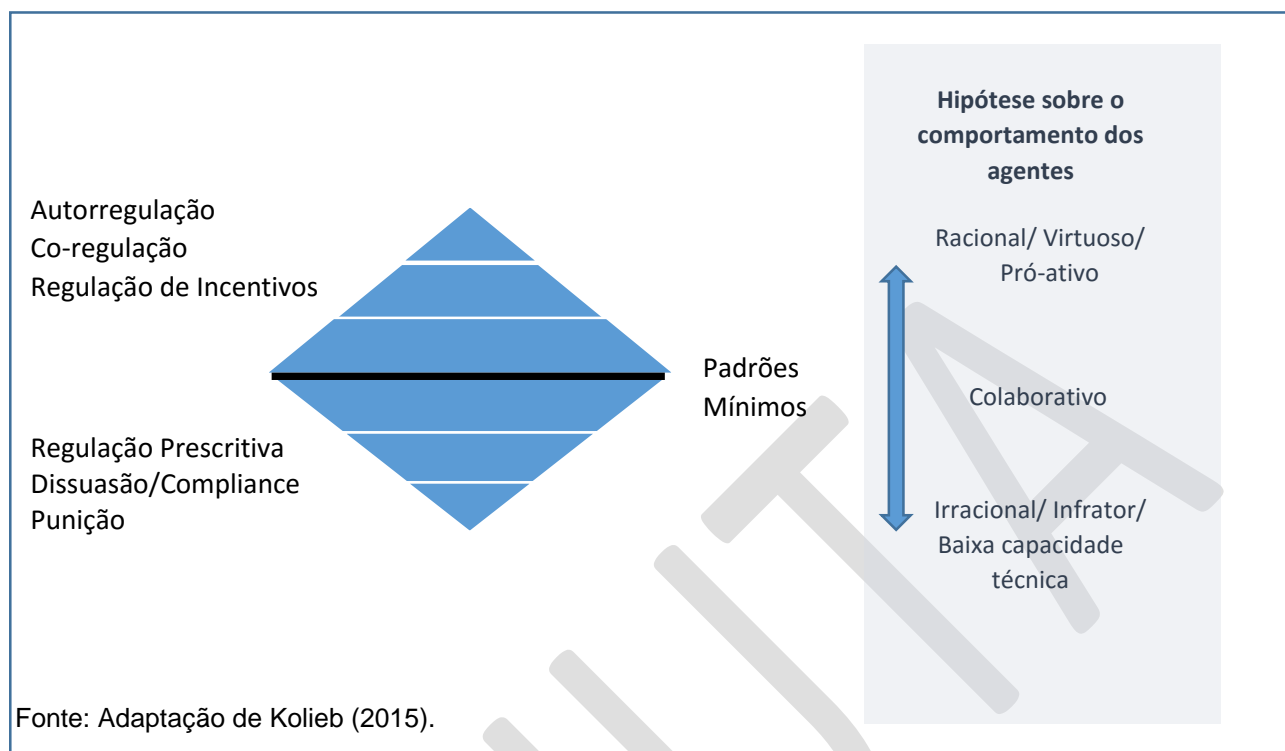 Autorregulação
Co-regulação
Regulação de Incentivos
Regulação Prescritiva
Dissuasão/Compliance
Punição
Padrões
Mínimos
Hipótese sobre o
comportamento dos
agentes
Racional/ Virtuoso/
Pró-ativo
Colaborativo
Irracional/ Infrator/
Baixa capacidade
técnica
Fonte: Adaptação de Kolieb (2015).